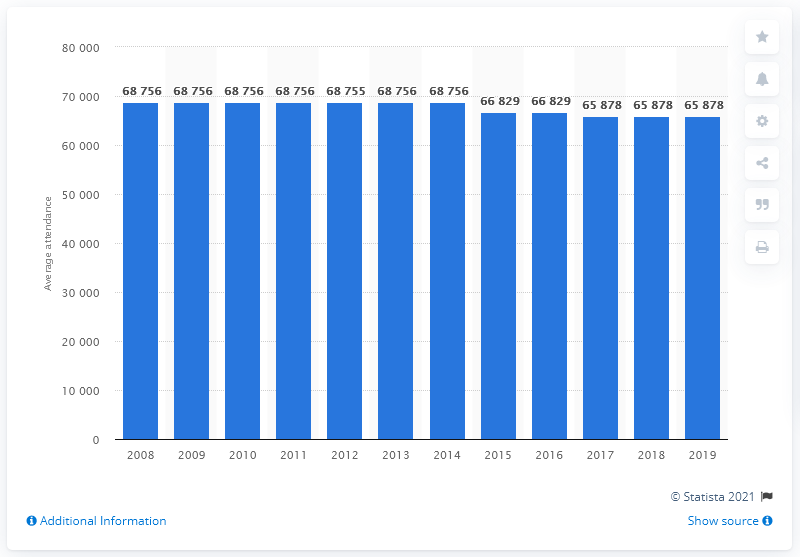 80 000
70 000
60 000
50 000
40 000
30 000
20 000
10 000
0
Average attendance
68 756 68 756 68 756 68 756 68 755 68 756 68 756 66 829 66 829 65 878 65 878 65 878
2008 2009 2010 2011 2012 2013 2014 2015 2016 2017 2018 2019
© Statista 2021
Additional Information
Show source